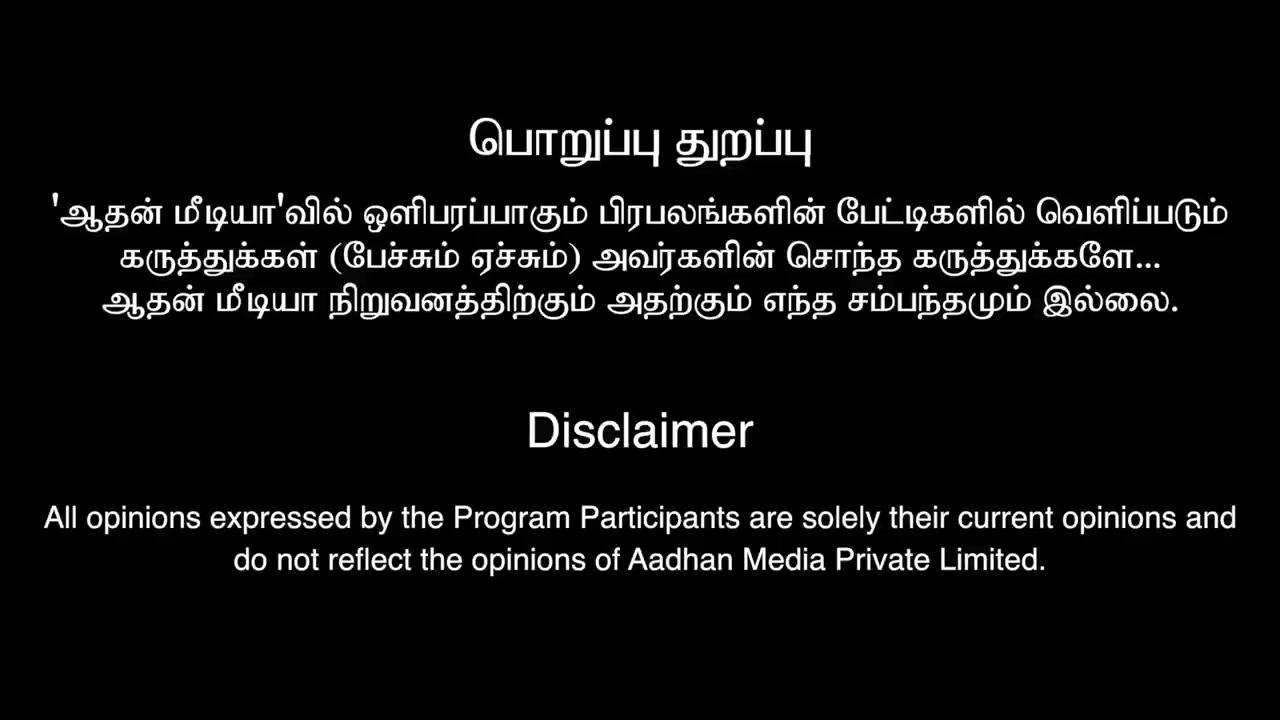 பொறுப்பு துறப்பு
'ஆதன் மீடியா'வில் ஒளிபரப்பாகும் பிரபலங்களின் பேட்டிகளில் வெளிப்படும்
கருத்துக்கள் (பேச்சும் ஏச்சும்) அவர்களின் சொந்த கருத்துக்களே...
ஆதன் மீடியா நிறுவனத்திற்கும் அதற்கும் எந்த சம்பந்தமும் இல்லை.
Disclaimer
All opinions expressed by the Program Participants are solely their current opinions and
do not reflect the opinions of Aadhan Media Private Limited.